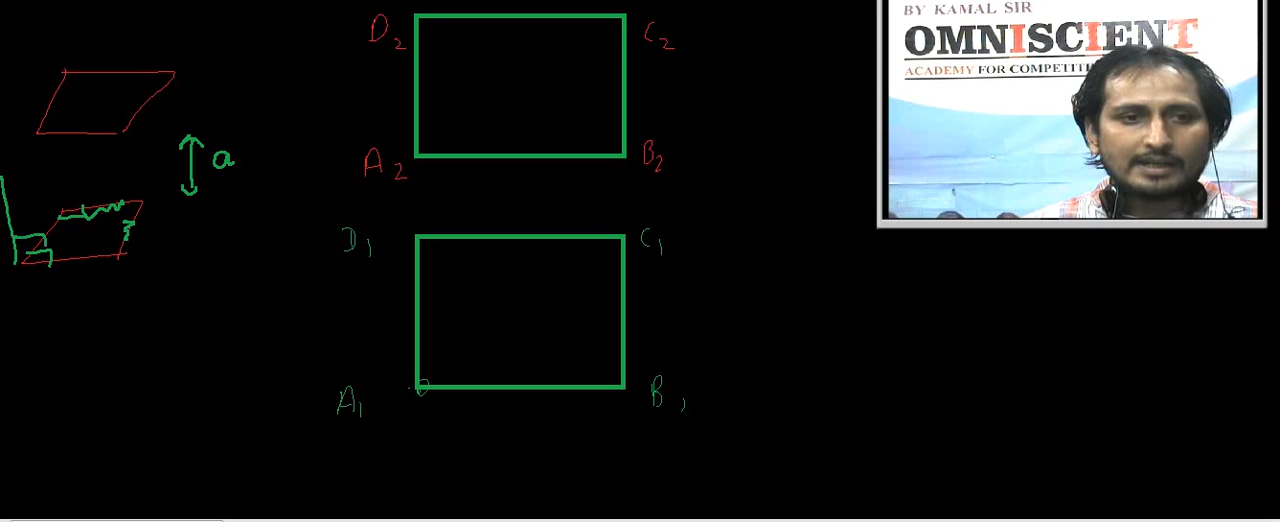 BY KAMAL SIR
OMNISCIENT
ACADEMY FOR COMPETITI
D2
C2
A2
B2
a
D1
C1
A1
B1